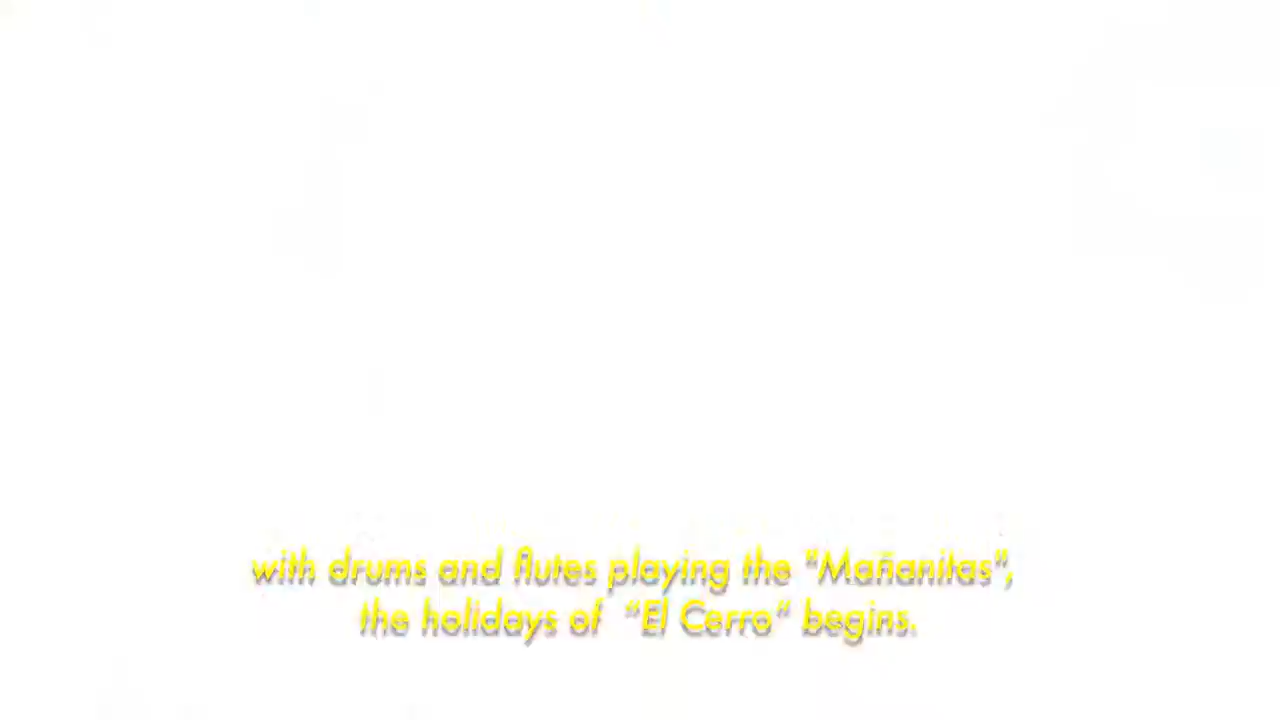 with drums and flutes playing the "Mañanitas",
the holidays of “El Cerro” begins.